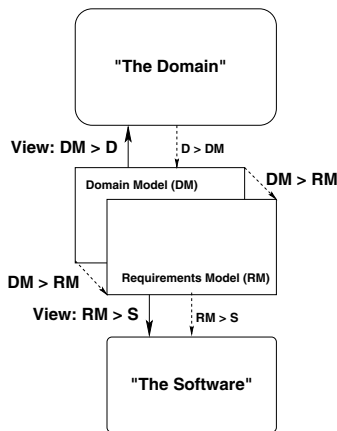 "The Domain"
View: DM > D
D > DM
DM > RM
Domain Model (DM)
Requirements Model (RM)
DM > RM
View: RM > S
RM > S
"The Software"